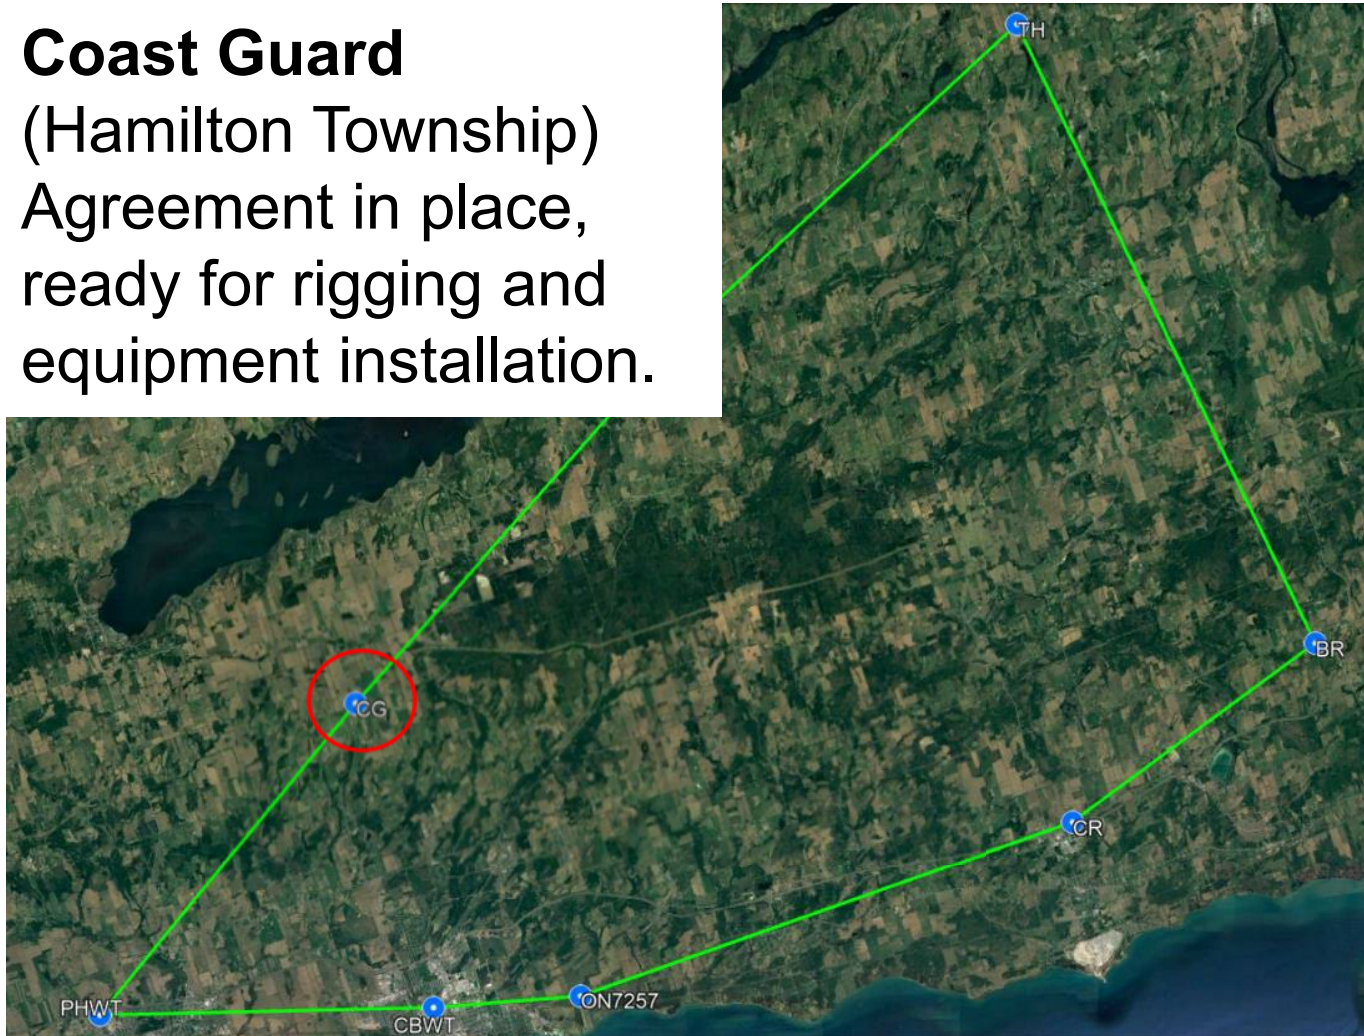 Coast Guard
(Hamilton Township)
Agreement in place,
ready for rigging and
equipment installation.
TH
BR
CG
CR
PHWT
CBWT
ON7257